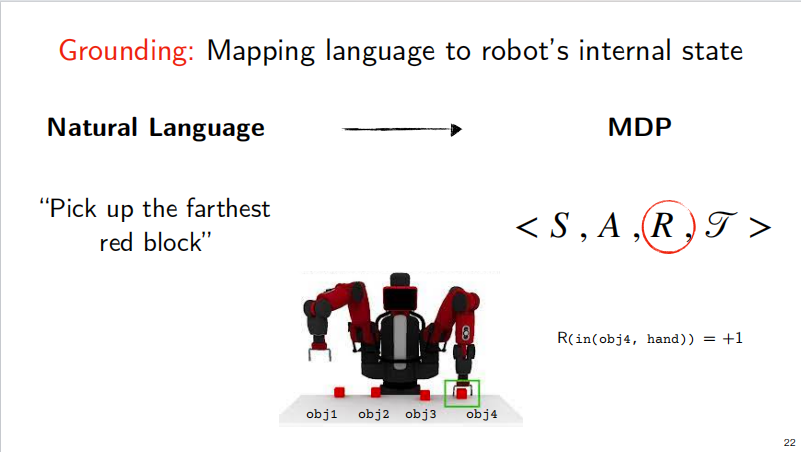 Grounding: Mapping language to robot's internal state
Natural Language
MDP
“Pick up the farthest
red block”
< S , A , R , 𝒯 >
R(in(obj4, hand)) = +1
obj1 obj2 obj3 obj4
22